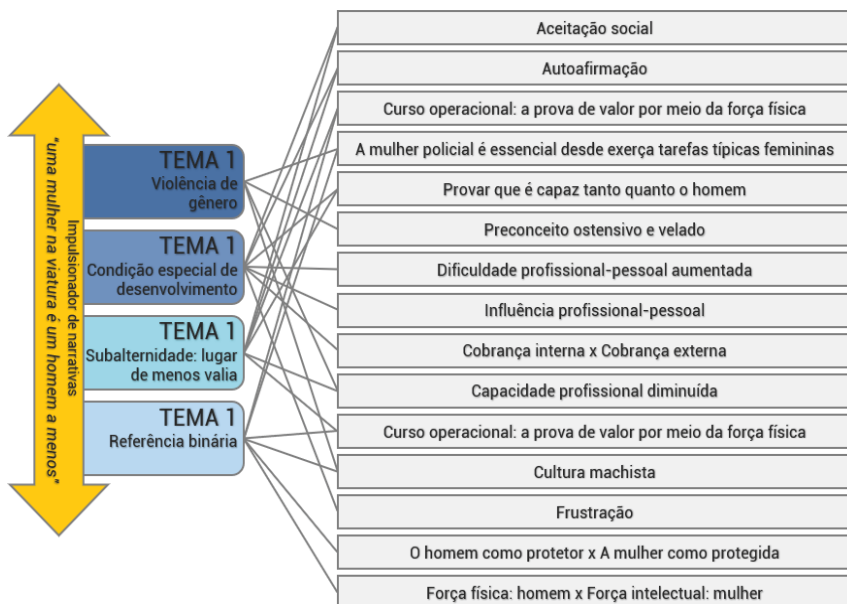 Impulsionador de narrativas
"uma mulher na viatura é um homem a menos"
TEMA 1
Violência de
gênero
TEMA 1
Condição especial de
desenvolvimento
TEMA 1
Subalternidade: lugar
de menos valia
TEMA 1
Referência binária
Aceitação social
Autoafirmação
Curso operacional: a prova de valor por meio da força física
A mulher policial é essencial desde exerça tarefas típicas femininas
Provar que é capaz tanto quanto o homem
Preconceito ostensivo e velado
Dificuldade profissional-pessoal aumentada
Influência profissional-pessoal
Cobrança interna x Cobrança externa
Capacidade profissional diminuída
Curso operacional: a prova de valor por meio da força física
Cultura machista
Frustração
O homem como protetor x A mulher como protegida
Força física: homem x Força intelectual: mulher